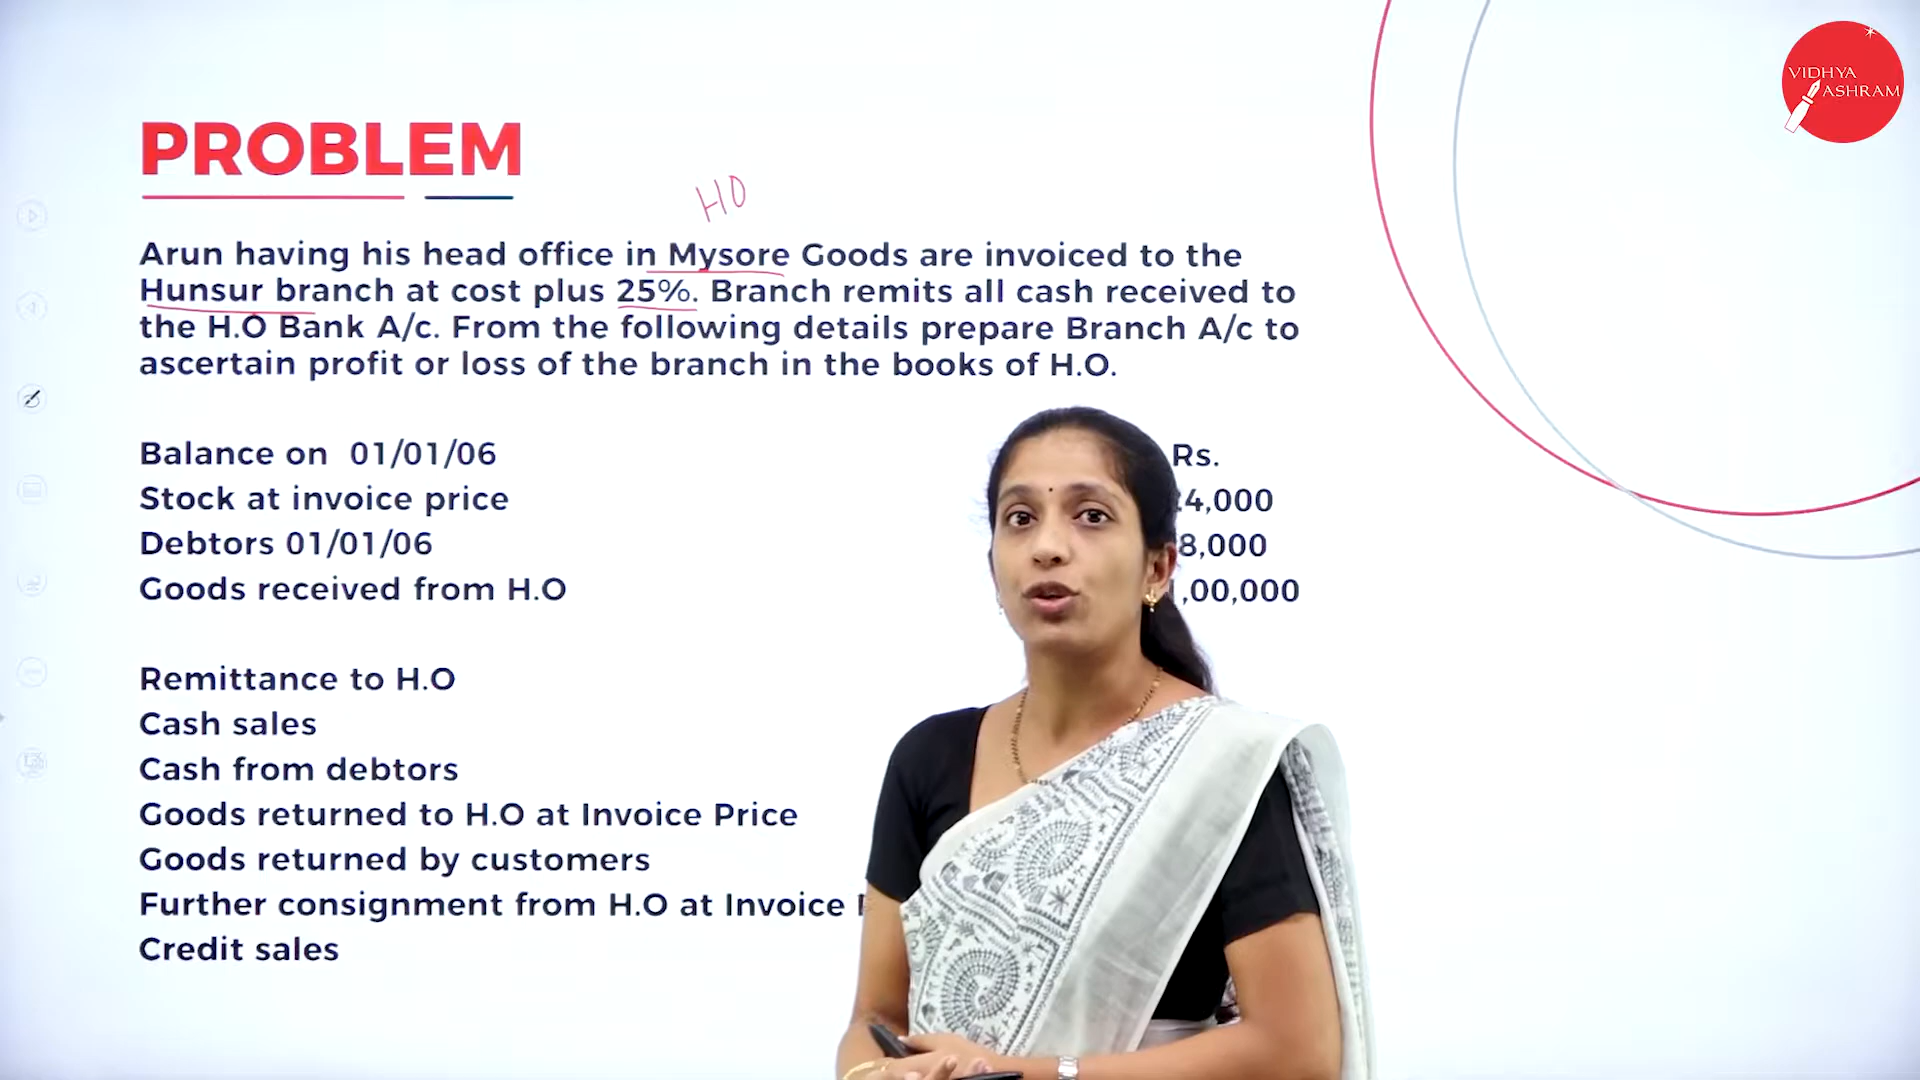 VIDHYA
ASHRAM
PROBLEM
HO
Arun having his head office in Mysore Goods are invoiced to the
Hunsur branch at cost plus 25%. Branch remits all cash received to
the H.O Bank A/c. From the following details prepare Branch A/c to
ascertain profit or loss of the branch in the books of H.O.
Balance on 01/01/06 Rs.
Stock at invoice price 24,000
Debtors 01/01/06 8,000
Goods received from H.O 1,00,000
Remittance to H.O
Cash sales
Cash from debtors
Goods returned to H.O at Invoice Price
Goods returned by customers
Further consignment from H.O at Invoice
Credit sales